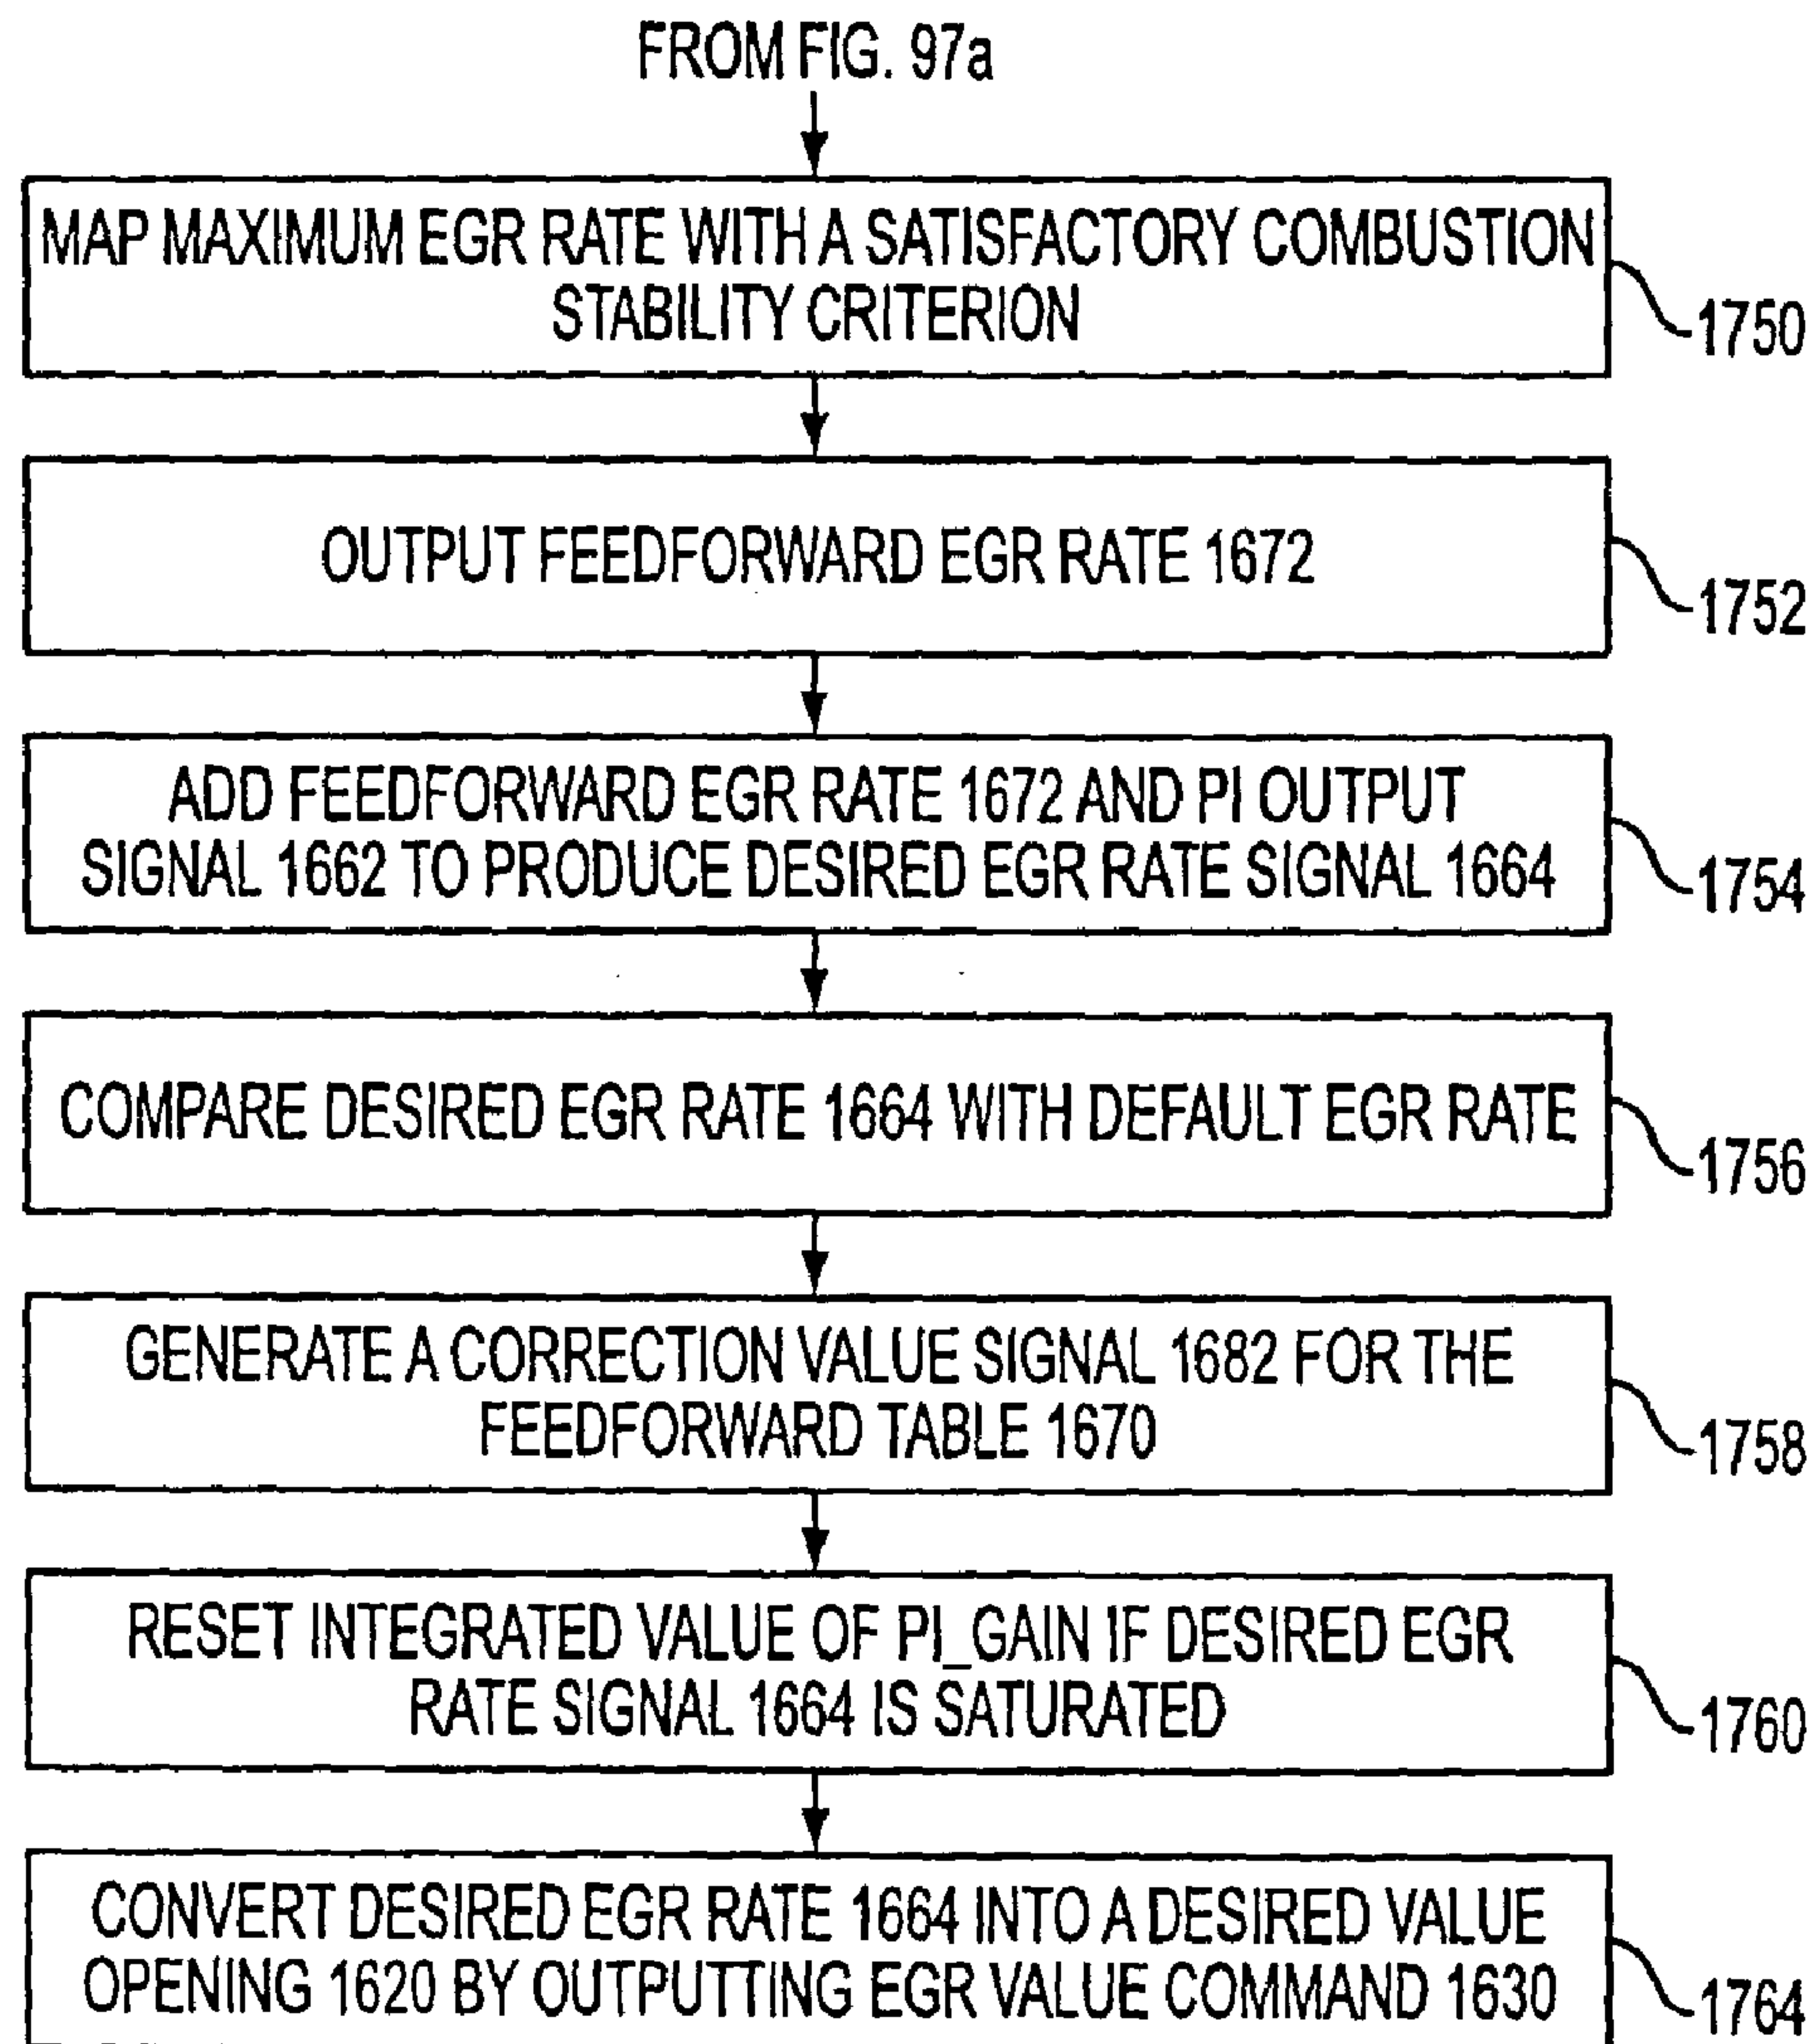 FROM FIG. 97a
MAP MAXIMUM EGR RATE WITH A SATISFACTORY COMBUSTION
STABILITY CRITERION
1750
OUTPUT FEEDFORWARD EGR RATE 1672
1752
ADD FEEDFORWARD EGR RATE 1672 AND PI OUTPUT
SIGNAL 1662 TO PRODUCE DESIRED EGR RATE SIGNAL 1664
1754
COMPARE DESIRED EGR RATE 1664 WITH DEFAULT EGR RATE
1756
GENERATE A CORRECTION VALUE SIGNAL 1682 FOR THE
FEEDFORWARD TABLE 1670
1758
RESET INTEGRATED VALUE OF PI_GAIN IF DESIRED EGR
RATE SIGNAL 1664 IS SATURATED
1760
CONVERT DESIRED EGR RATE 1664 INTO A DESIRED VALUE
OPENING 1620 BY OUTPUTTING EGR VALUE COMMAND 1630
1764